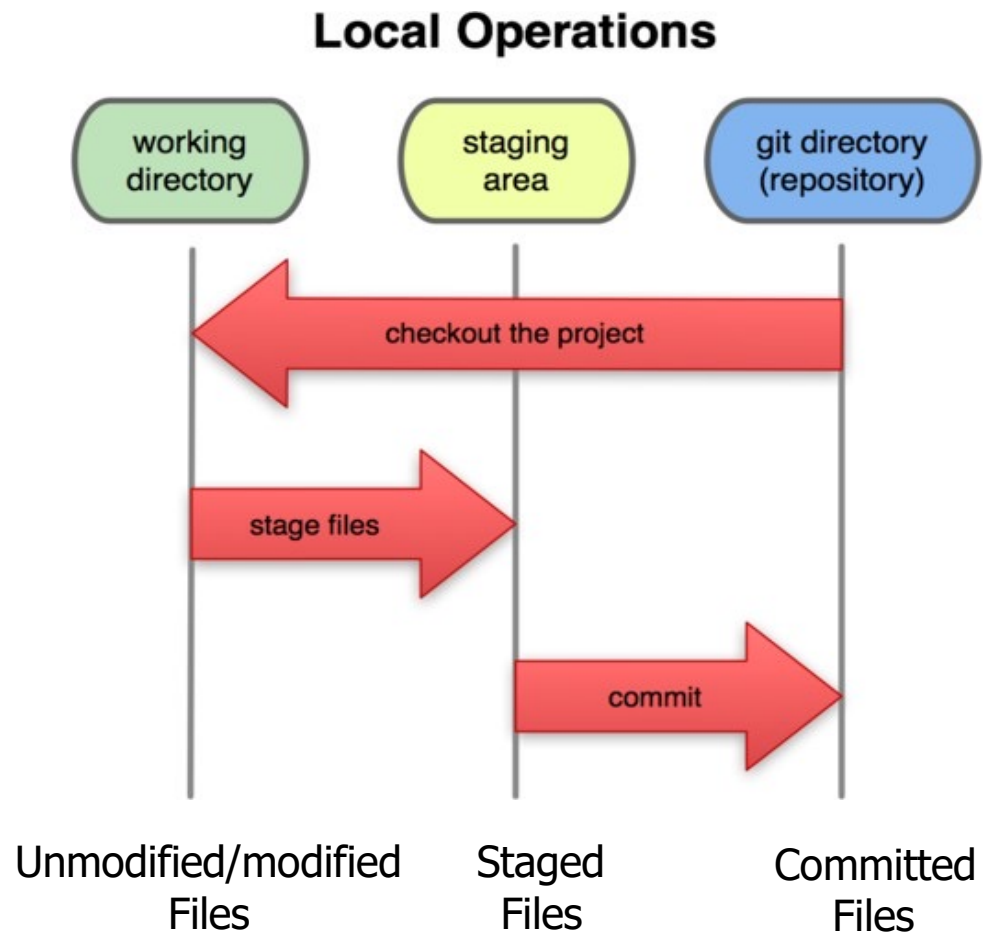 Local Operations
working
directory
staging
area
git directory
(repository)
checkout the project
stage files
commit
Unmodified/modified
Files
Staged
Files
Committed
Files